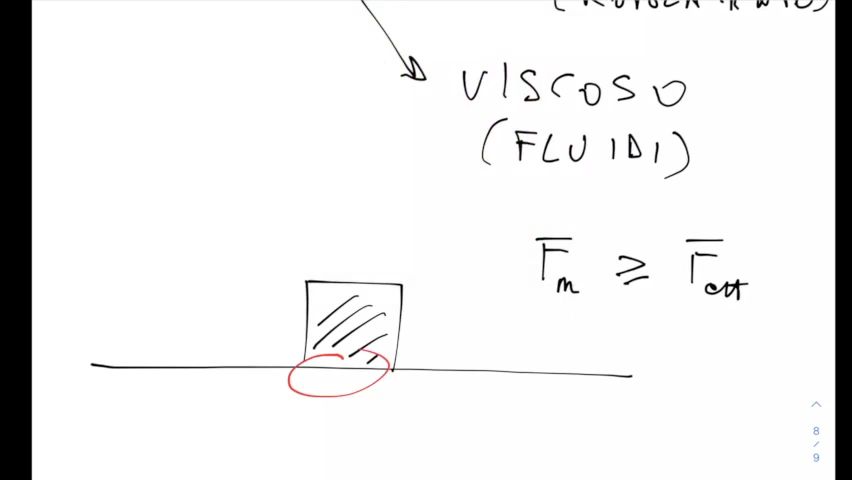 VISCOSO
(FLUIDI)
F̅m ≥ F̅att
8
/
9